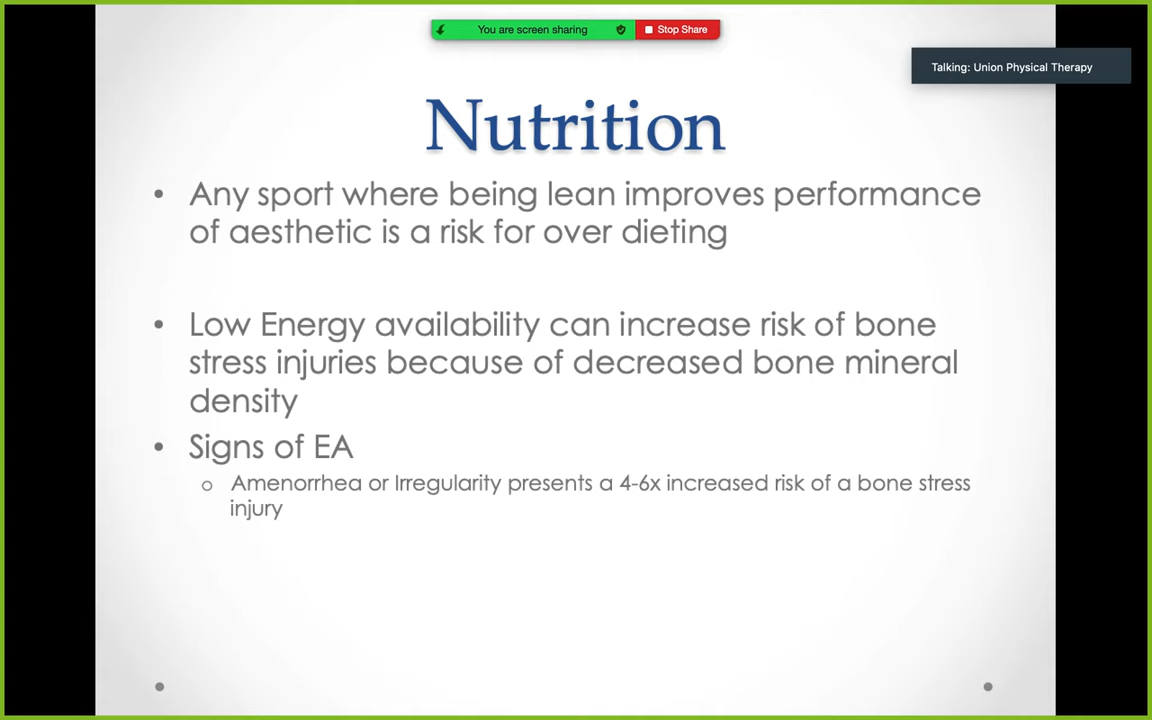 You are screen sharing
Stop Share
Talking: Union Physical Therapy
Nutrition
• Any sport where being lean improves performance
of aesthetic is a risk for over dieting
• Low Energy availability can increase risk of bone
stress injuries because of decreased bone mineral
density
• Signs of EA
o Amenorrhea or Irregularity presents a 4-6x increased risk of a bone stress
injury